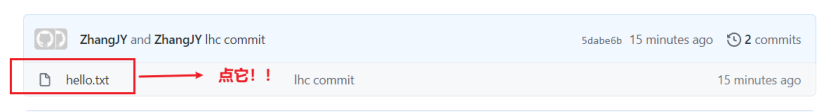 ZhangJY and ZhangJY lhc commit 5dabe6b 15 minutes ago 2 commits
hello.txt 点它！！ lhc commit 15 minutes ago